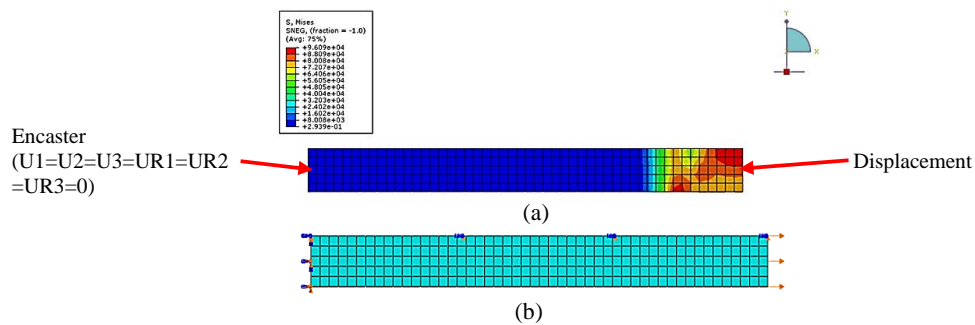 S, Mises
SNEG, (fraction = -1.0)
(Avg: 75%)
+9.609e+04
+8.809e+04
+8.008e+04
+7.207e+04
+6.406e+04
+5.605e+04
+4.805e+04
+4.004e+04
+3.203e+04
+2.402e+04
+1.602e+04
+8.008e+03
+2.939e-01
Y
X
Encaster
(U1=U2=U3=UR1=UR2
=UR3=0)
Displacement
(a)
(b)